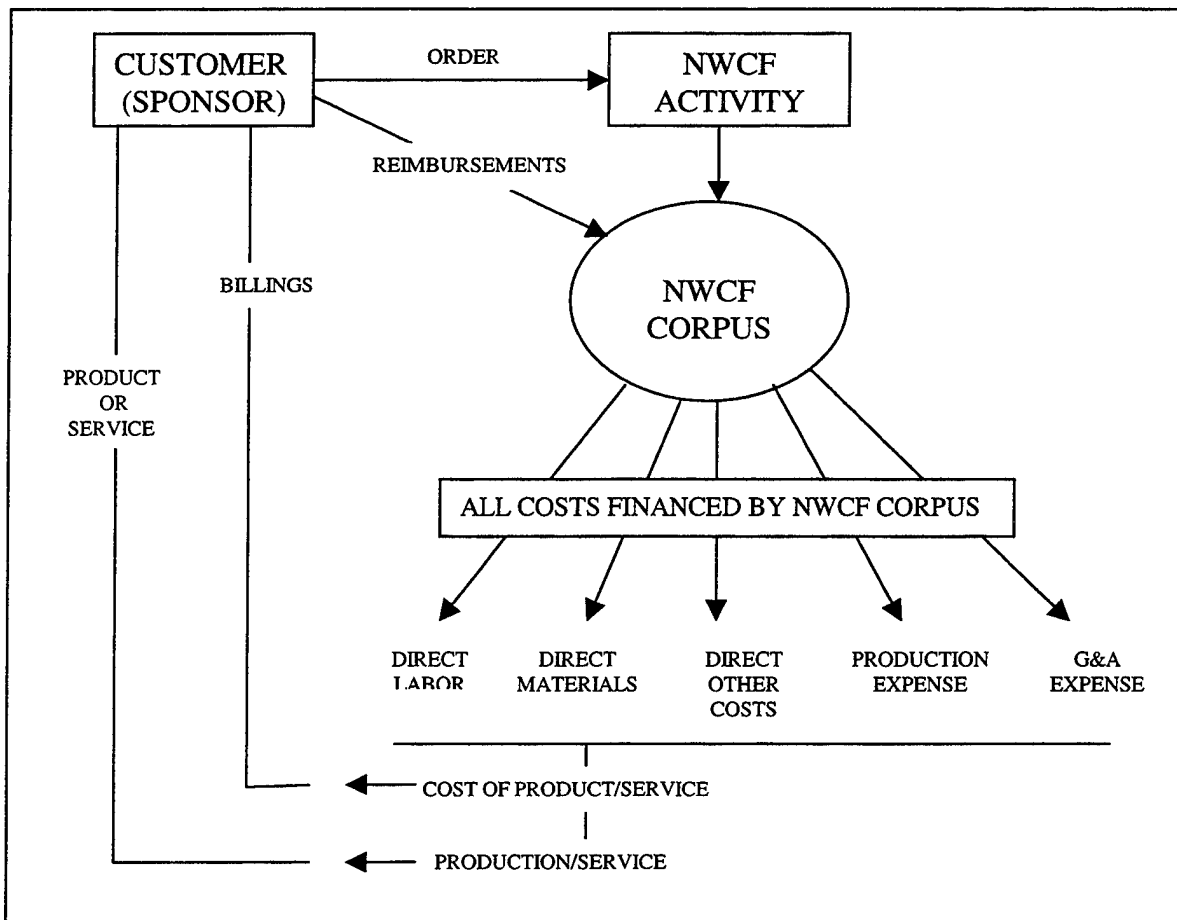 CUSTOMER
(SPONSOR)
ORDER
NWCF
ACTIVITY
REIMBURSEMENTS
NWCF
CORPUS
BILLINGS
PRODUCT
OR
SERVICE
ALL COSTS FINANCED BY NWCF CORPUS
DIRECT
LABOR
DIRECT
MATERIALS
DIRECT
OTHER
COSTS
PRODUCTION
EXPENSE
G&A
EXPENSE
COST OF PRODUCT/SERVICE
PRODUCTION/SERVICE